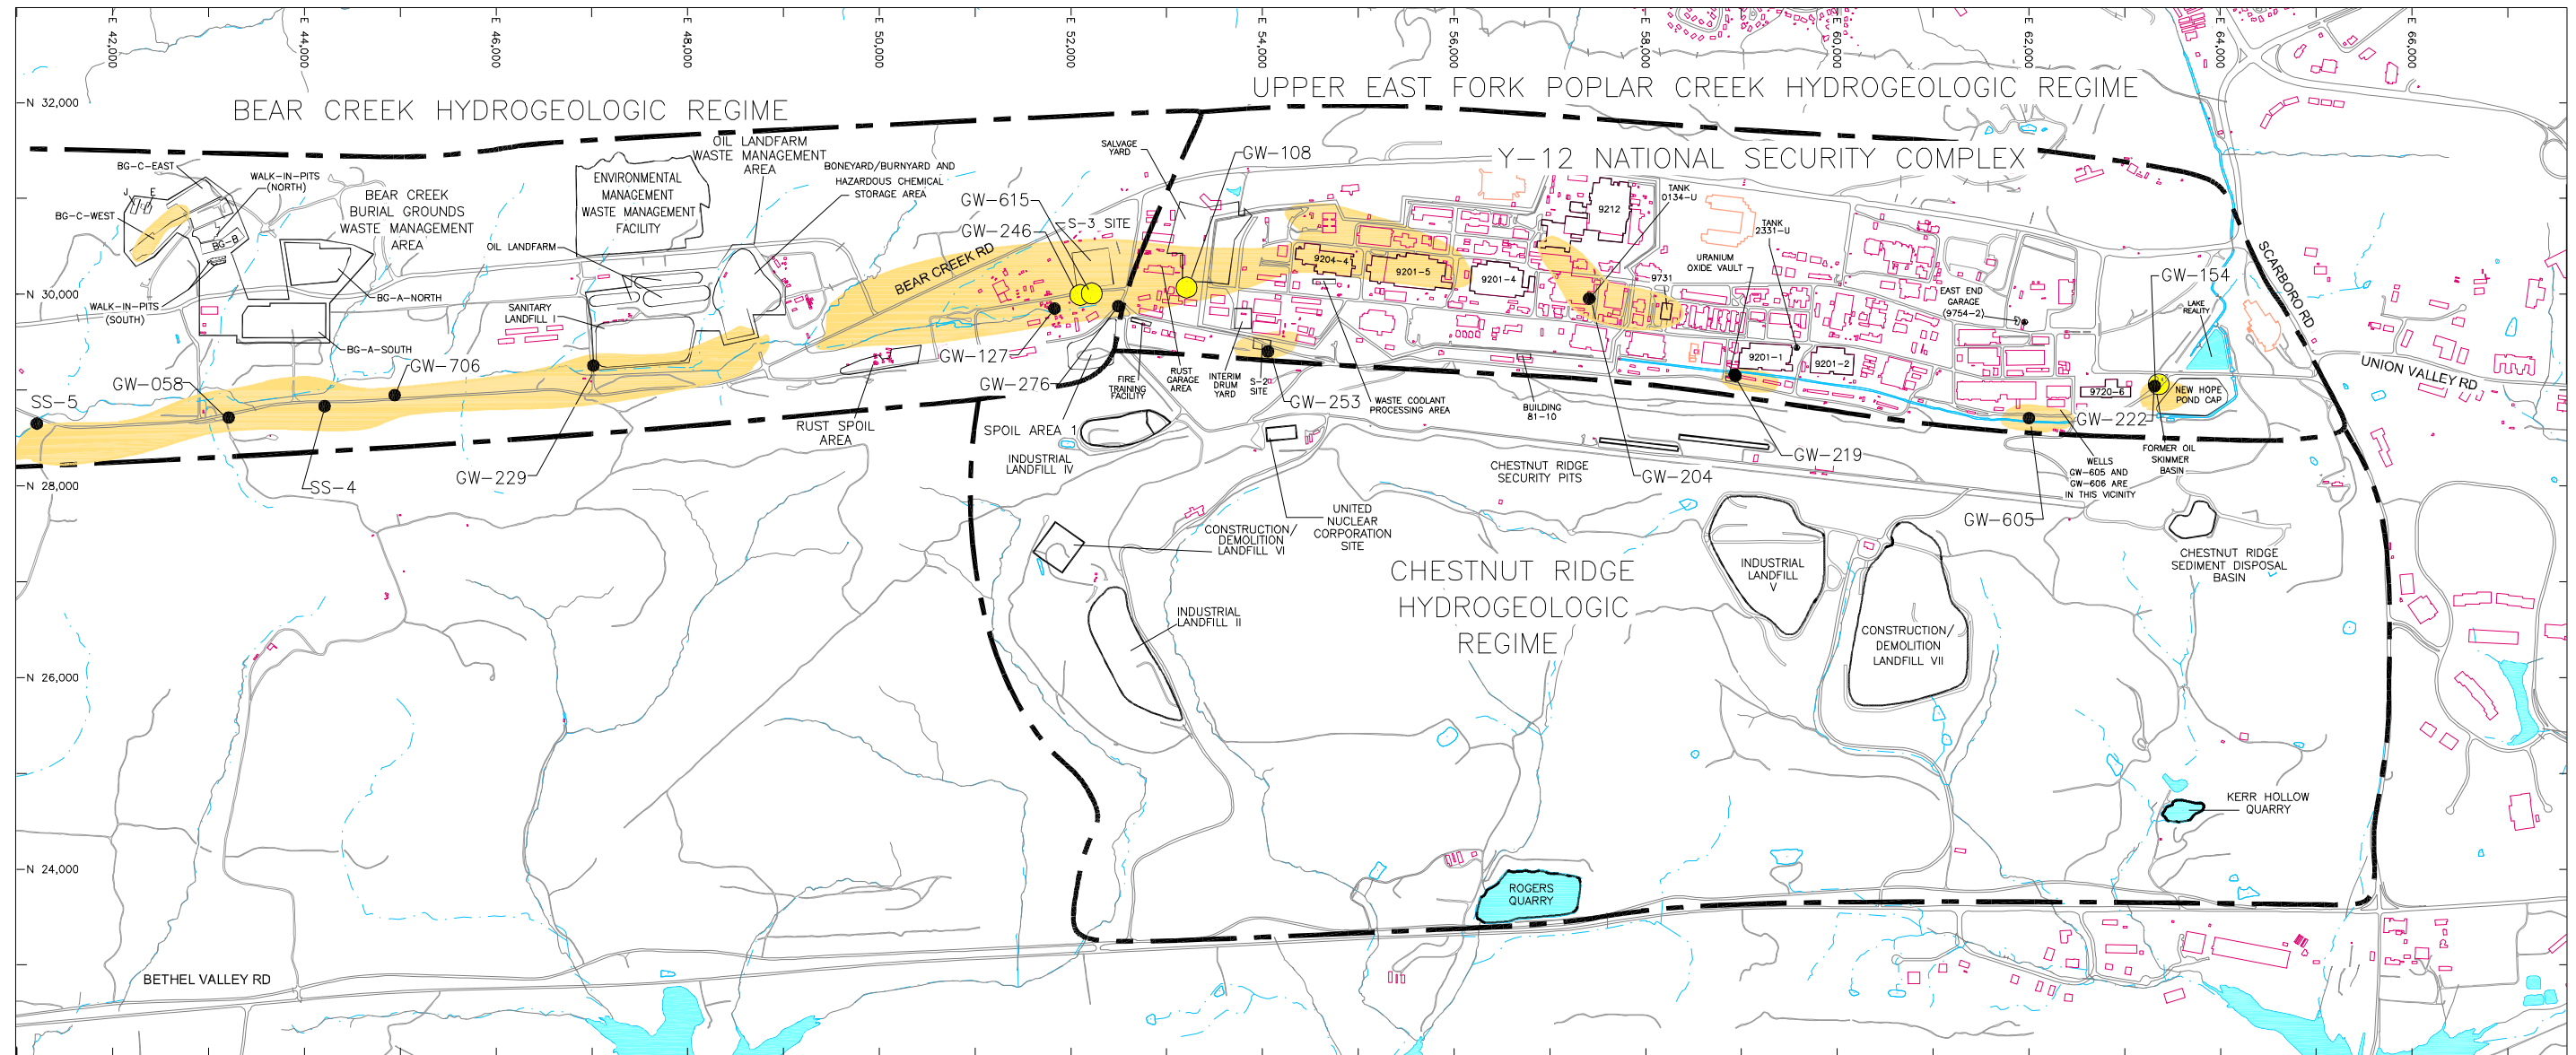 E 42,000
E 44,000
E 46,000
E 48,000
E 50,000
E 52,000
E 54,000
E 56,000
E 58,000
E 60,000
E 62,000
E 64,000
E 66,000
N 32,000
N 30,000
N 28,000
N 26,000
N 24,000
BEAR CREEK HYDROGEOLOGIC REGIME
UPPER EAST FORK POPLAR CREEK HYDROGEOLOGIC REGIME
Y-12 NATIONAL SECURITY COMPLEX
BG-C-EAST
J
E
BG-C-WEST
WALK-IN-PITS
(NORTH)
BG-B
WALK-IN-PITS
(SOUTH)
BEAR CREEK
BURIAL GROUNDS
WASTE MANAGEMENT
AREA
BG-A-NORTH
BG-A-SOUTH
OIL LANDFARM
SANITARY
LANDFILL I
ENVIRONMENTAL
MANAGEMENT
WASTE MANAGEMENT
FACILITY
OIL LANDFARM
WASTE MANAGEMENT
AREA
BONEYARD/BURNYARD AND
HAZARDOUS CHEMICAL
STORAGE AREA
BEAR CREEK RD
GW-615
GW-246
S-3 SITE
SALVAGE
YARD
GW-108
GW-127
GW-276
SS-5
GW-058
GW-706
SS-4
GW-229
RUST SPOIL
AREA
SPOIL AREA 1
FIRE
TRAINING
FACILITY
RUST
GARAGE
AREA
INTERIM
DRUM
YARD
S-2
SITE
GW-253
WASTE COOLANT
PROCESSING AREA
9204-4
9201-5
9201-4
9212
TANK
0134-U
TANK
2331-U
URANIUM
OXIDE VAULT
9731
9201-1
9201-2
BUILDING
81-10
EAST END
GARAGE
(9754-2)
GW-154
LAKE
REALITY
SCARBORO RD
UNION VALLEY RD
9720-6
NEW HOPE
POND CAP
GW-222
FORMER OIL
SKIMMER
BASIN
WELLS
GW-605 AND
GW-606 ARE
IN THIS VICINITY
GW-605
GW-219
GW-204
INDUSTRIAL
LANDFILL IV
CHESTNUT RIDGE
SECURITY PITS
UNITED
NUCLEAR
CORPORATION
SITE
CONSTRUCTION/
DEMOLITION
LANDFILL VI
INDUSTRIAL
LANDFILL II
CHESTNUT RIDGE
HYDROGEOLOGIC
REGIME
INDUSTRIAL
LANDFILL
V
CONSTRUCTION/
DEMOLITION
LANDFILL VII
CHESTNUT RIDGE
SEDIMENT DISPOSAL
BASIN
KERR HOLLOW
QUARRY
ROGERS
QUARRY
BETHEL VALLEY RD